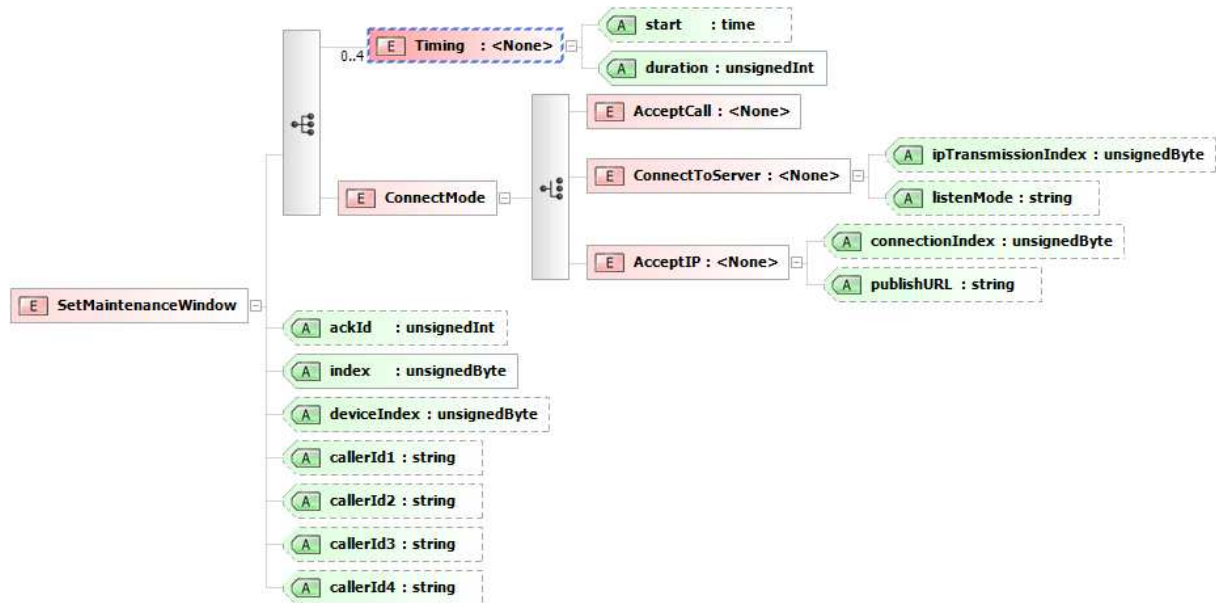 E Timing : <None>
0..4
A start : time
A duration : unsignedInt
E AcceptCall : <None>
E ConnectToServer : <None>
A ipTransmissionIndex : unsignedByte
A listenMode : string
E ConnectMode
E AcceptIP : <None>
A connectionIndex : unsignedByte
A publishURL : string
E SetMaintenanceWindow
A ackId : unsignedInt
A index : unsignedByte
A deviceIndex : unsignedByte
A callerId1 : string
A callerId2 : string
A callerId3 : string
A callerId4 : string